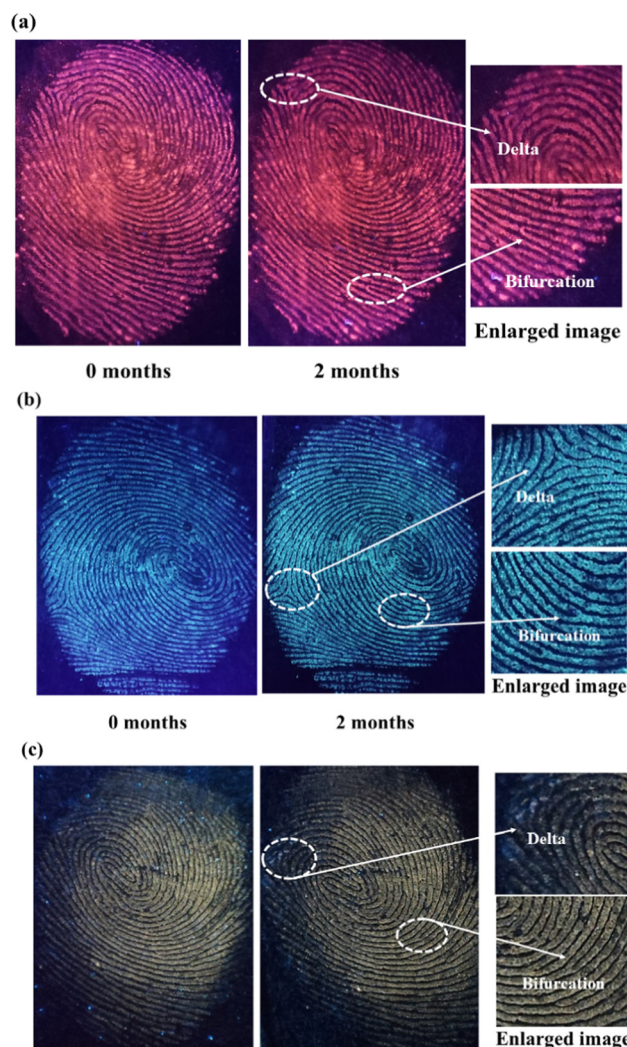 (a)
Delta
Bifurcation
Enlarged image
0 months
2 months
(b)
Delta
Bifurcation
Enlarged image
0 months
2 months
(c)
Delta
Bifurcation
Enlarged image